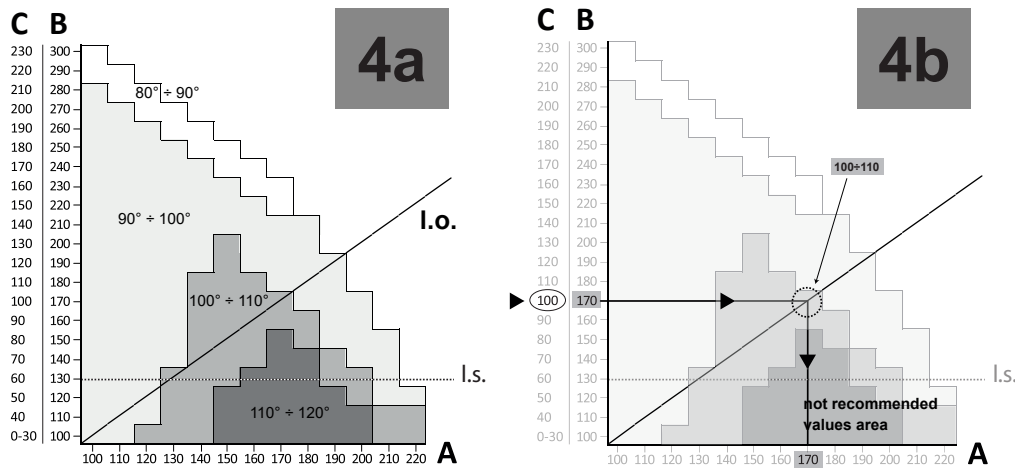 C B
4a
230 300
220 290
210 280
80° ÷ 90°
200 270
190 260
180 250
170 240
160 230
150 220
140 210
90° ÷ 100°
l.o.
130 200
120 190
110 180
100 170
100° ÷ 110°
90 160
80 150
70 140
60 130
l.s.
50 120
40 110
110° ÷ 120°
0-30 100
100 110 120 130 140 150 160 170 180 190 200 210 220
A
C B
4b
230 300
220 290
210 280
200 270
190 260
180 250
170 240
100÷110
160 230
150 220
140 210
130 200
120 190
110 180
100 170
90 160
80 150
70 140
60 130
l.s.
50 120
40 110
not recommended
values area
0-30 100
100 110 120 130 140 150 160 170 180 190 200 210 220
A